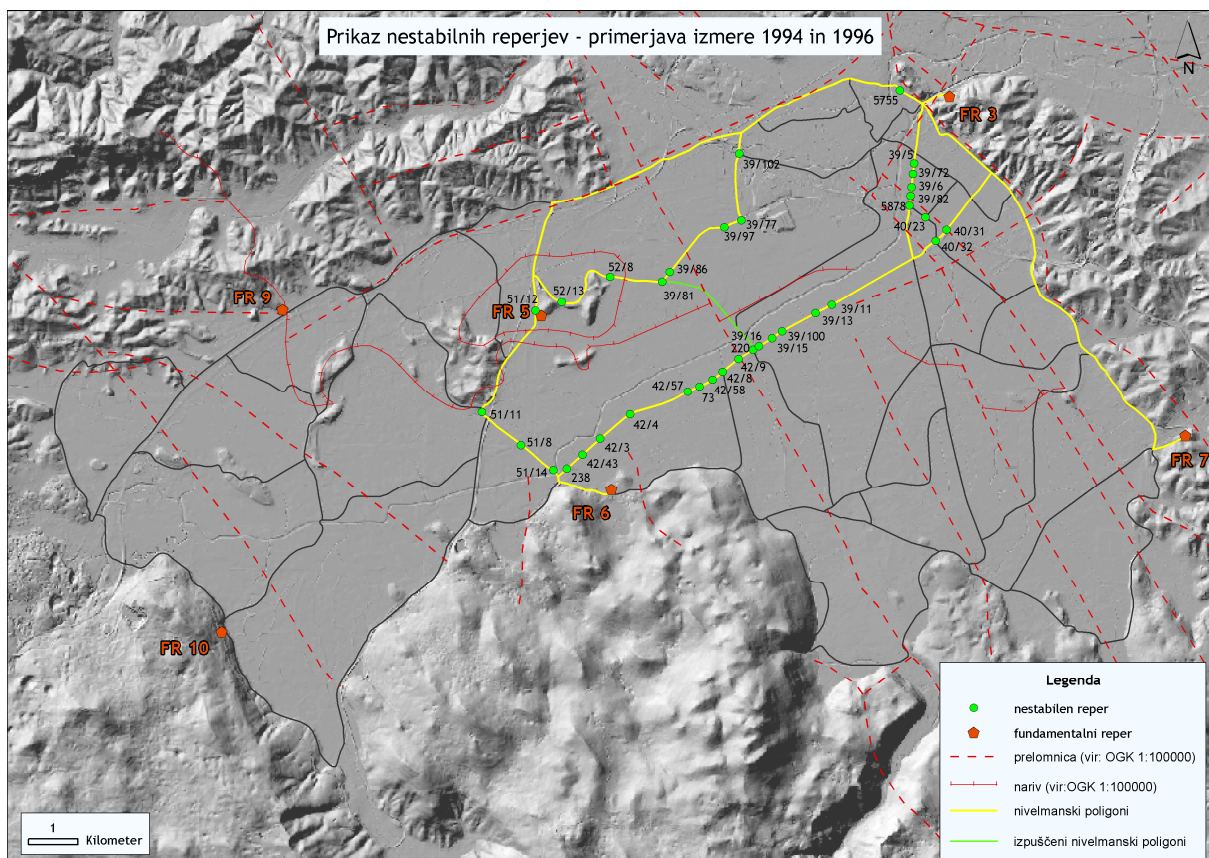 Prikaz nestabilnih reperjev - primerjava izmere 1994 in 1996
N
5755
FR 3
39/102
39/5
39/72
39/6
39/82
5878
40/23
40/31
40/32
39/77
39/97
52/8
39/86
39/81
52/13
51/12
FR 9
FR 5
39/11
39/13
39/16
39/100
220
39/15
42/9
42/8
42/57
42/58
73
42/4
51/11
42/3
51/8
42/43
51/14
238
FR 7
FR 6
FR 10
Legenda
nestabilen reper
fundamentalni reper
prelomnica (vir: OGK 1:100000)
nariv (vir:OGK 1:100000)
nivelmanski poligoni
izpuščeni nivelmanski poligoni
1
Kilometer